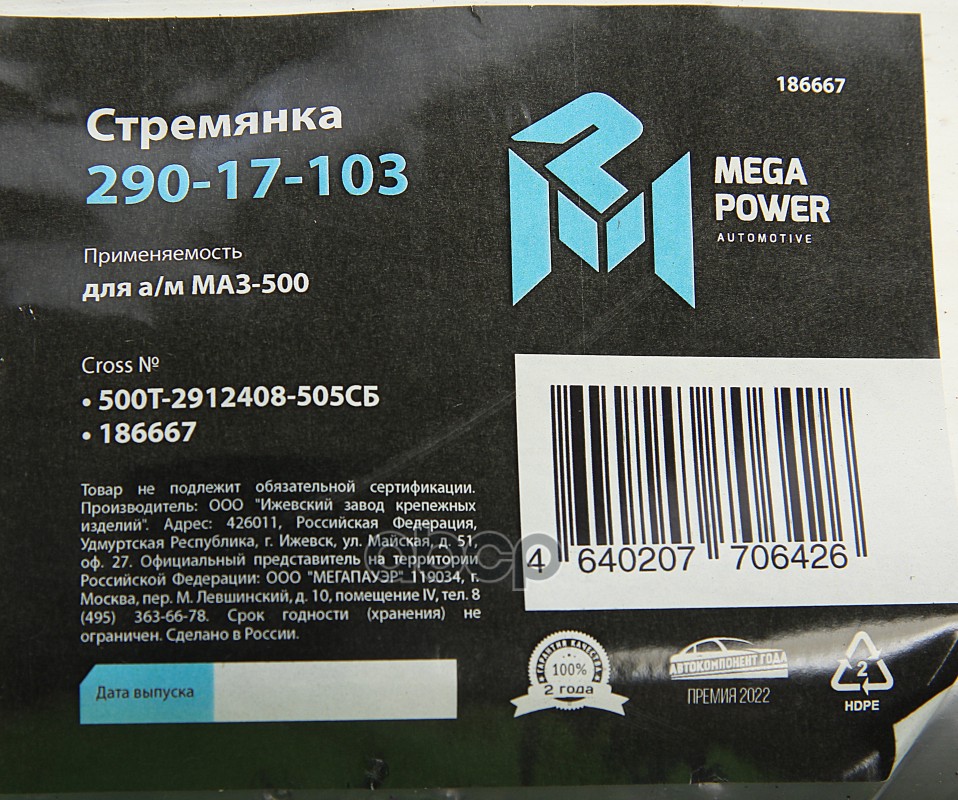 186667
Стремянка
290-17-103
MEGA
POWER
AUTOMOTIVE
Применяемость
для а/м МАЗ-500
Cross №
• 500Т-2912408-505СБ
• 186667
Товар не подлежит обязательной сертификации.
Производитель: ООО "Ижевский завод крепежных
изделий". Адрес: 426011, Российская Федерация,
Удмуртская Республика, г. Ижевск, ул. Майская, д. 51,
оф. 27. Официальный представитель на территории
Российской Федерации: ООО "МЕГАПАУЭР" 119034, г.
Москва, пер. М. Левшинский, д. 10, помещение IV, тел. 8
(495) 363-66-78. Срок годности (хранения) не
ограничен. Сделано в России.
Дата выпуска
4 640207 706426
ГАРАНТИЯ КАЧЕСТВА
100%
2 года
АВТОКОМПОНЕНТ ГОДА
ПРЕМИЯ 2022
2
HDPE